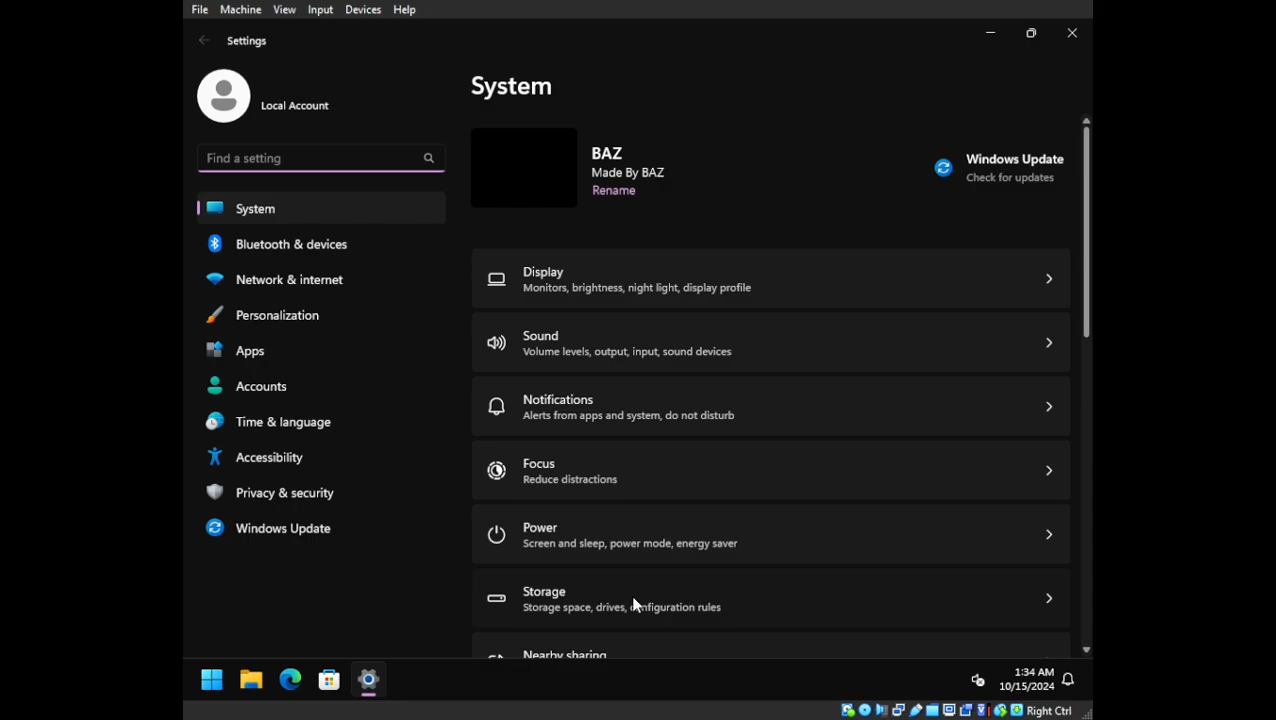 File Machine View Input Devices Help
Settings
Local Account
Find a setting
System
Bluetooth & devices
Network & internet
Personalization
Apps
Accounts
Time & language
Accessibility
Privacy & security
Windows Update
System
BAZ
Made By BAZ
Rename
Windows Update
Check for updates
Display
Monitors, brightness, night light, display profile
Sound
Volume levels, output, input, sound devices
Notifications
Alerts from apps and system, do not disturb
Focus
Reduce distractions
Power
Screen and sleep, power mode, energy saver
Storage
Storage space, drives, configuration rules
Nearby sharing
1:34 AM
10/15/2024
Right Ctrl